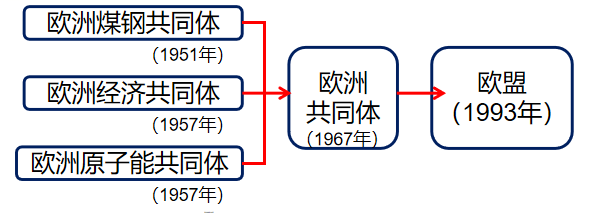 欧洲煤钢共同体
(1951年)
欧洲经济共同体
(1957年)
欧洲原子能共同体
(1957年)
欧洲
共同体
(1967年)
欧盟
(1993年)